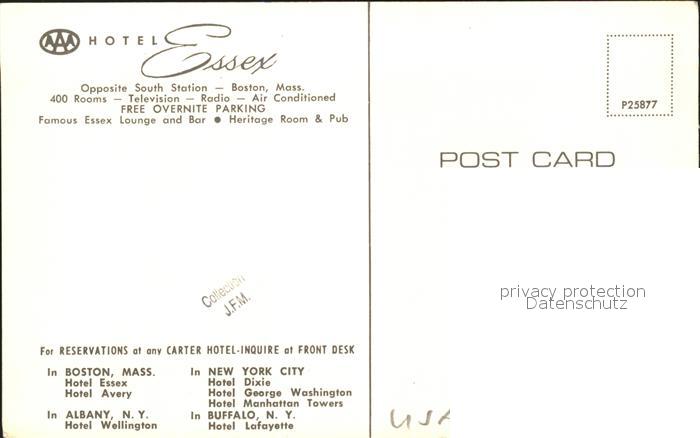 AAA HOTEL Essex
Opposite South Station — Boston, Mass.
400 Rooms — Television — Radio — Air Conditioned
FREE OVERNITE PARKING
Famous Essex Lounge and Bar ● Heritage Room & Pub
Collection
J.F.M.
For RESERVATIONS at any CARTER HOTEL-INQUIRE at FRONT DESK
In BOSTON, MASS.
Hotel Essex
Hotel Avery
In ALBANY, N. Y.
Hotel Wellington
In NEW YORK CITY
Hotel Dixie
Hotel George Washington
Hotel Manhattan Towers
In BUFFALO, N. Y.
Hotel Lafayette
P25877
POST CARD
privacy protection
Datenschutz
USA